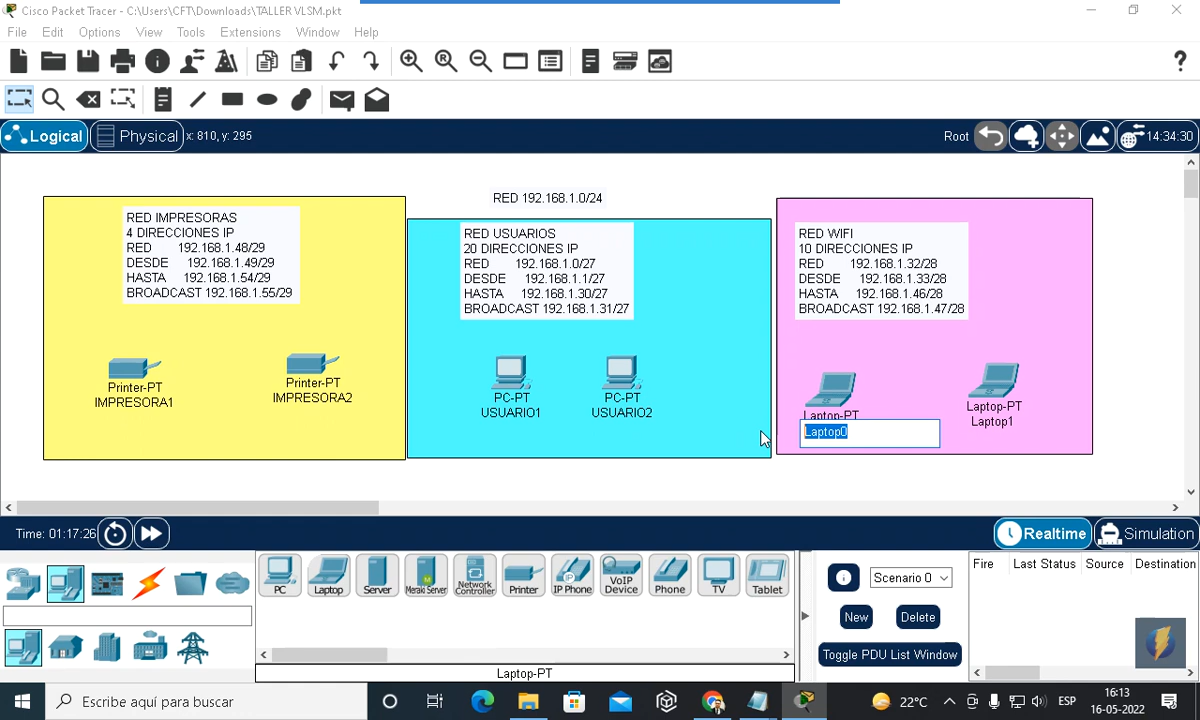 Cisco Packet Tracer - C:\Users\CFT\Downloads\TALLER VLSM.pkt
File Edit Options View Tools Extensions Window Help
Logical Physical x: 810, y: 295 Root 14:34:30
RED 192.168.1.0/24
RED IMPRESORAS
4 DIRECCIONES IP
RED 192.168.1.48/29
DESDE 192.168.1.49/29
HASTA 192.168.1.54/29
BROADCAST 192.168.1.55/29
RED USUARIOS
20 DIRECCIONES IP
RED 192.168.1.0/27
DESDE 192.168.1.1/27
HASTA 192.168.1.30/27
BROADCAST 192.168.1.31/27
RED WIFI
10 DIRECCIONES IP
RED 192.168.1.32/28
DESDE 192.168.1.33/28
HASTA 192.168.1.46/28
BROADCAST 192.168.1.47/28
Printer-PT
IMPRESORA1
Printer-PT
IMPRESORA2
PC-PT
USUARIO1
PC-PT
USUARIO2
Laptop-PT
Laptop0
Laptop-PT
Laptop1
Time: 01:17:26 Realtime Simulation
PC Laptop Server Meraki Server Network Controller Printer IP Phone VoIP Device Phone TV Tablet
Laptop-PT
Scenario 0
New Delete
Toggle PDU List Window
Fire Last Status Source Destination
Escribe aquí para buscar
22°C ESP
16:13
16-05-2022